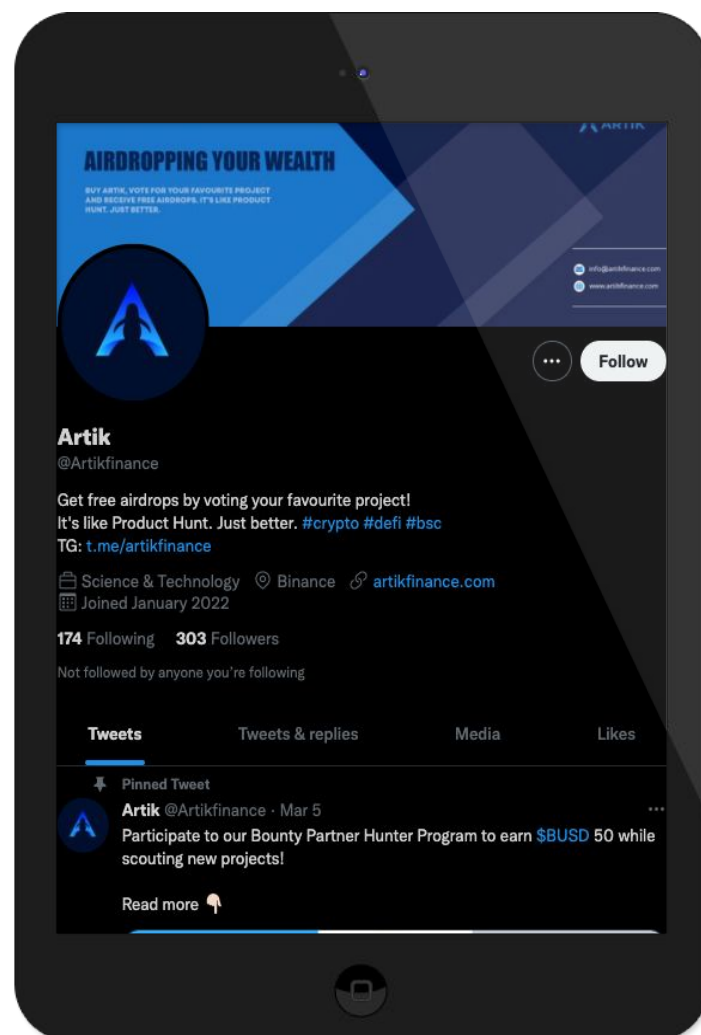 ARTIK
AIRDROPPING YOUR WEALTH
BUY ARTIK, VOTE FOR YOUR FAVOURITE PROJECT
AND RECEIVE FREE AIRDROPS. IT'S LIKE PRODUCT
HUNT. JUST BETTER.
info@artikfinance.com
www.artikfinance.com
Follow
Artik
@Artikfinance
Get free airdrops by voting your favourite project!
It's like Product Hunt. Just better. #crypto #defi #bsc
TG: t.me/artikfinance
Science & Technology Binance artikfinance.com
Joined January 2022
174 Following 303 Followers
Not followed by anyone you're following
Tweets Tweets & replies Media Likes
Pinned Tweet
Artik @Artikfinance · Mar 5
Participate to our Bounty Partner Hunter Program to earn $BUSD 50 while
scouting new projects!
Read more 👇🏻